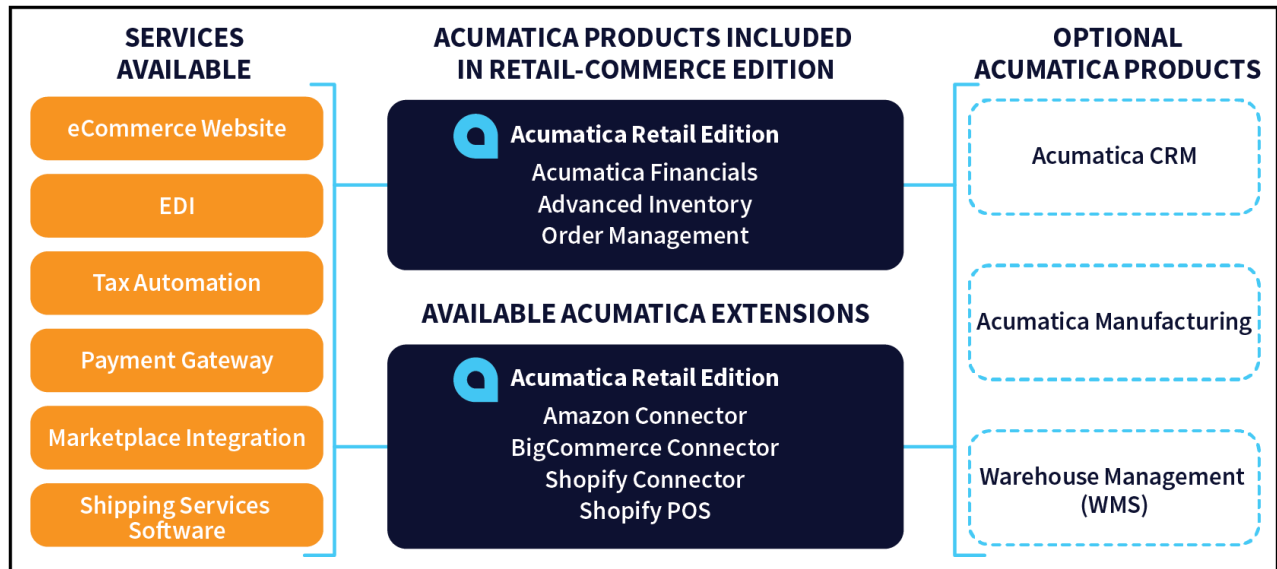 SERVICES
AVAILABLE
eCommerce Website
EDI
Tax Automation
Payment Gateway
Marketplace Integration
Shipping Services
Software
ACUMATICA PRODUCTS INCLUDED
IN RETAIL-COMMERCE EDITION
Acumatica Retail Edition
Acumatica Financials
Advanced Inventory
Order Management
AVAILABLE ACUMATICA EXTENSIONS
Acumatica Retail Edition
Amazon Connector
BigCommerce Connector
Shopify Connector
Shopify POS
OPTIONAL
ACUMATICA PRODUCTS
Acumatica CRM
Acumatica Manufacturing
Warehouse Management
(WMS)